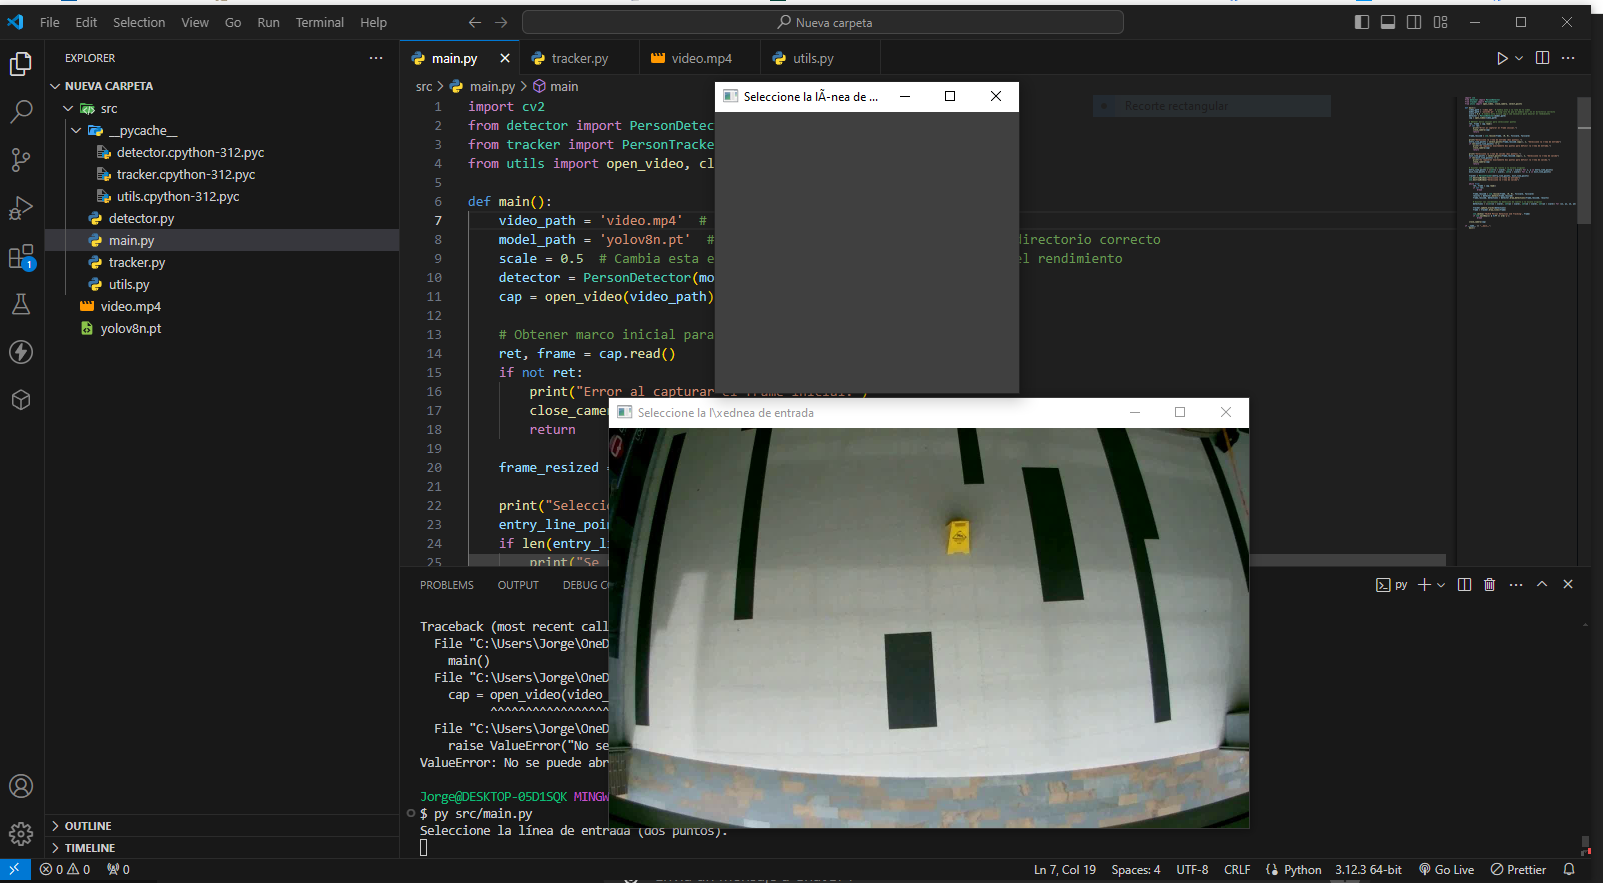 File Edit Selection View Go Run Terminal Help
Nueva carpeta
EXPLORER
NUEVA CARPETA
src
__pycache__
detector.cpython-312.pyc
tracker.cpython-312.pyc
utils.cpython-312.pyc
detector.py
main.py
tracker.py
utils.py
video.mp4
yolov8n.pt
OUTLINE
TIMELINE
1
main.py
tracker.py
video.mp4
utils.py
src > main.py > main
Recorte rectangular
1 import cv2
2 from detector import PersonDetec
3 from tracker import PersonTracke
4 from utils import open_video, cl
5
6 def main():
7 video_path = 'video.mp4' #
8 model_path = 'yolov8n.pt' # directorio correcto
9 scale = 0.5 # Cambia esta e el rendimiento
10 detector = PersonDetector(mo
11 cap = open_video(video_path)
12
13 # Obtener marco inicial para
14 ret, frame = cap.read()
15 if not ret:
16 print("Error al capturar el frame inicial.")
17 close_camer
18 return
19
20 frame_resized =
21
22 print("Selecci
23 entry_line_poin
24 if len(entry_li
25 print("Se
Seleccione la lÃ-nea de ...
Seleccione la l\xednea de entrada
PROBLEMS OUTPUT DEBUG CO
py
Traceback (most recent call
File "C:\Users\Jorge\OneD
main()
File "C:\Users\Jorge\OneD
cap = open_video(video_
^^^^^^^^^^^^^^^^^
File "C:\Users\Jorge\OneD
raise ValueError("No se
ValueError: No se puede abr
Jorge@DESKTOP-05D1SQK MINGW
$ py src/main.py
Seleccione la línea de entrada (dos puntos).
0 0 0
Ln 7, Col 19 Spaces: 4 UTF-8 CRLF Python 3.12.3 64-bit Go Live Prettier